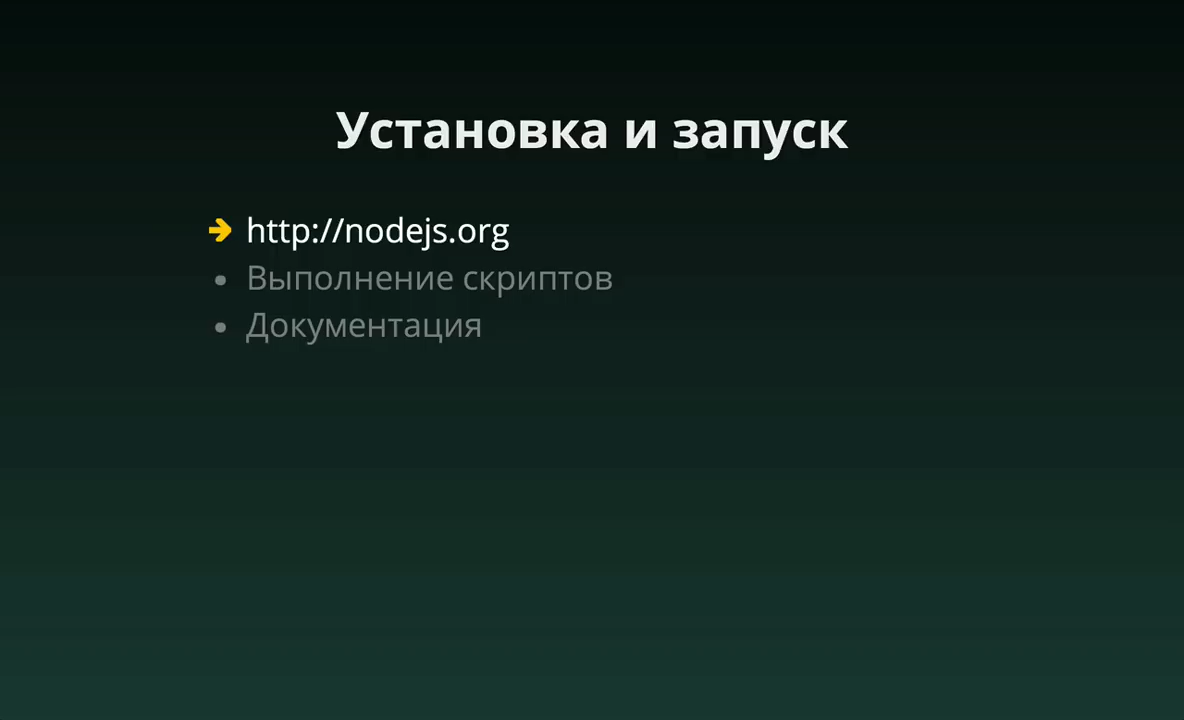 Установка и запуск
http://nodejs.org
Выполнение скриптов
Документация